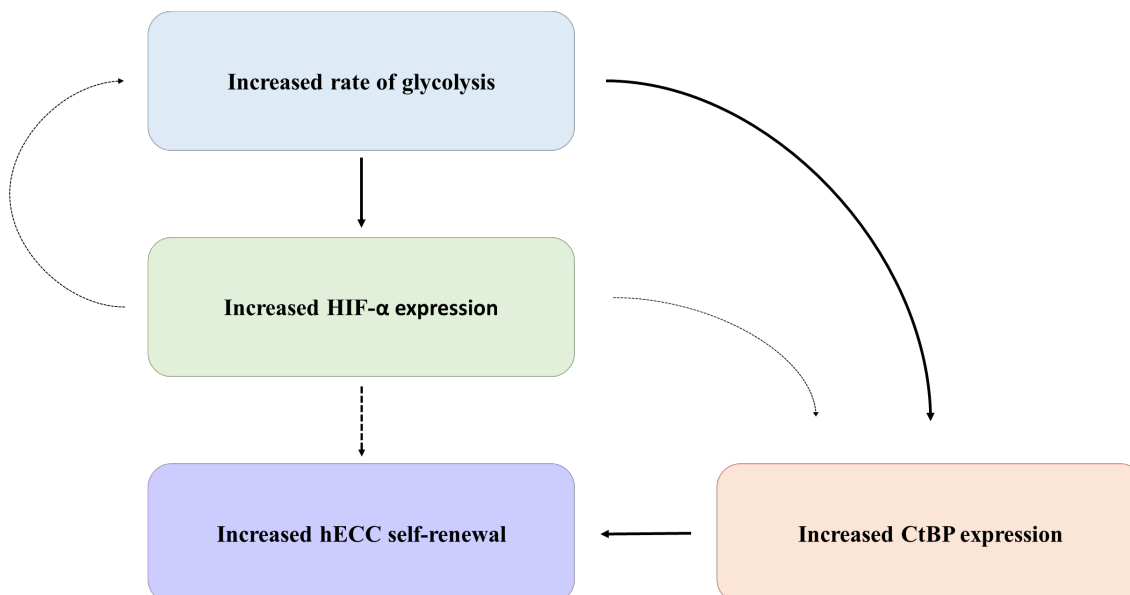 Increased rate of glycolysis
Increased HIF-α expression
Increased hECC self-renewal
Increased CtBP expression